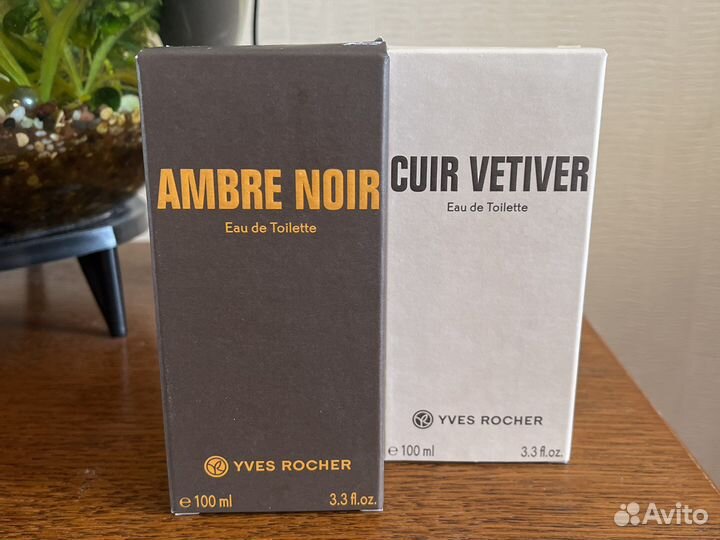 AMBRE NOIR
Eau de Toilette
YVES ROCHER
e 100 ml 3.3 fl.oz.
CUIR VETIVER
Eau de Toilette
YVES ROCHER
e 100 ml 3.3 fl.oz.
Avito